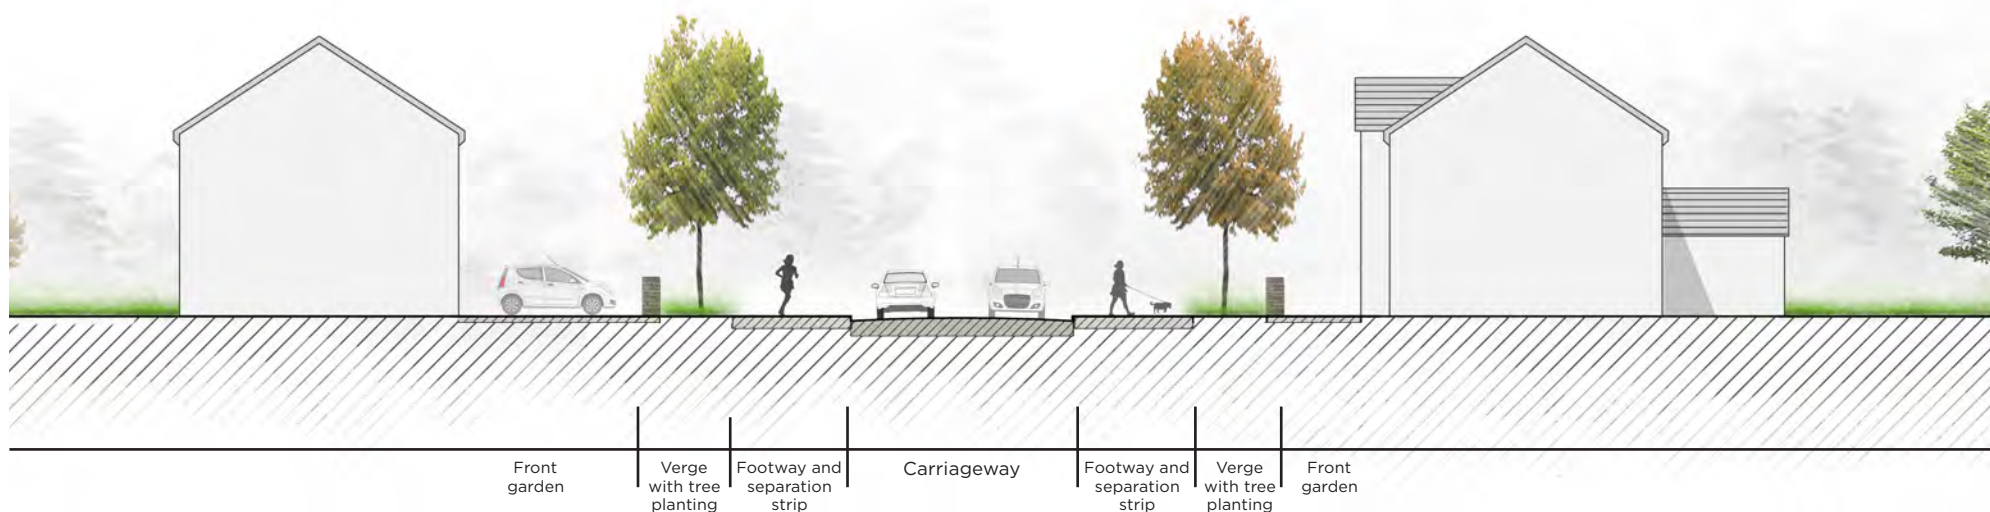 Front
garden
Verge
with tree
planting
Footway and
separation
strip
Carriageway
Footway and
separation
strip
Verge
with tree
planting
Front
garden